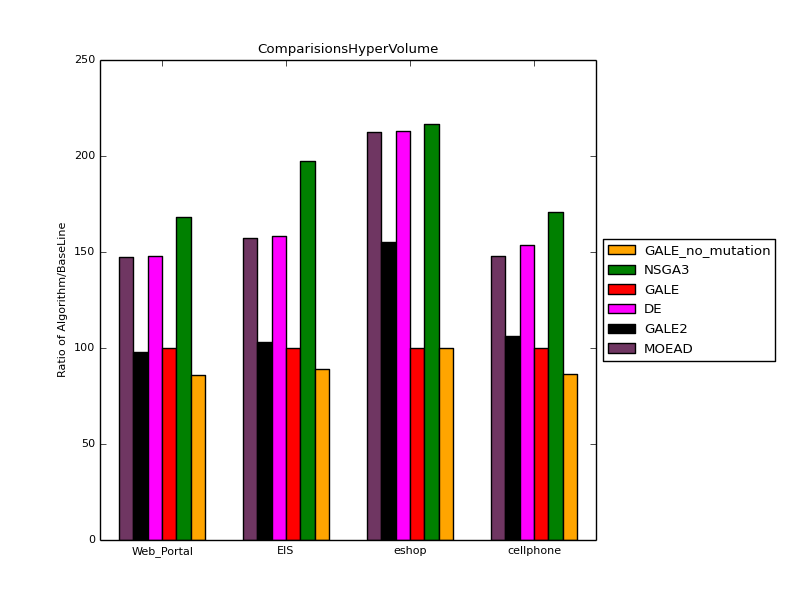 ComparisionsHyperVolume
Ratio of Algorithm/BaseLine
250
200
150
100
50
0
Web_Portal
EIS
eshop
cellphone
GALE_no_mutation
NSGA3
GALE
DE
GALE2
MOEAD